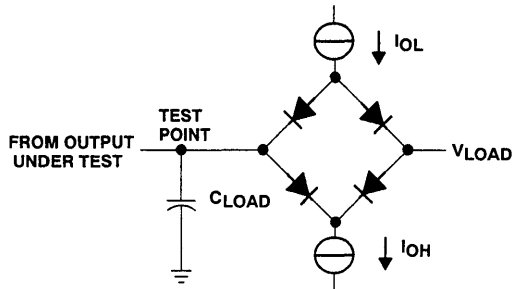 IOL
TEST
POINT
FROM OUTPUT
UNDER TEST
VLOAD
CLOAD
IOH